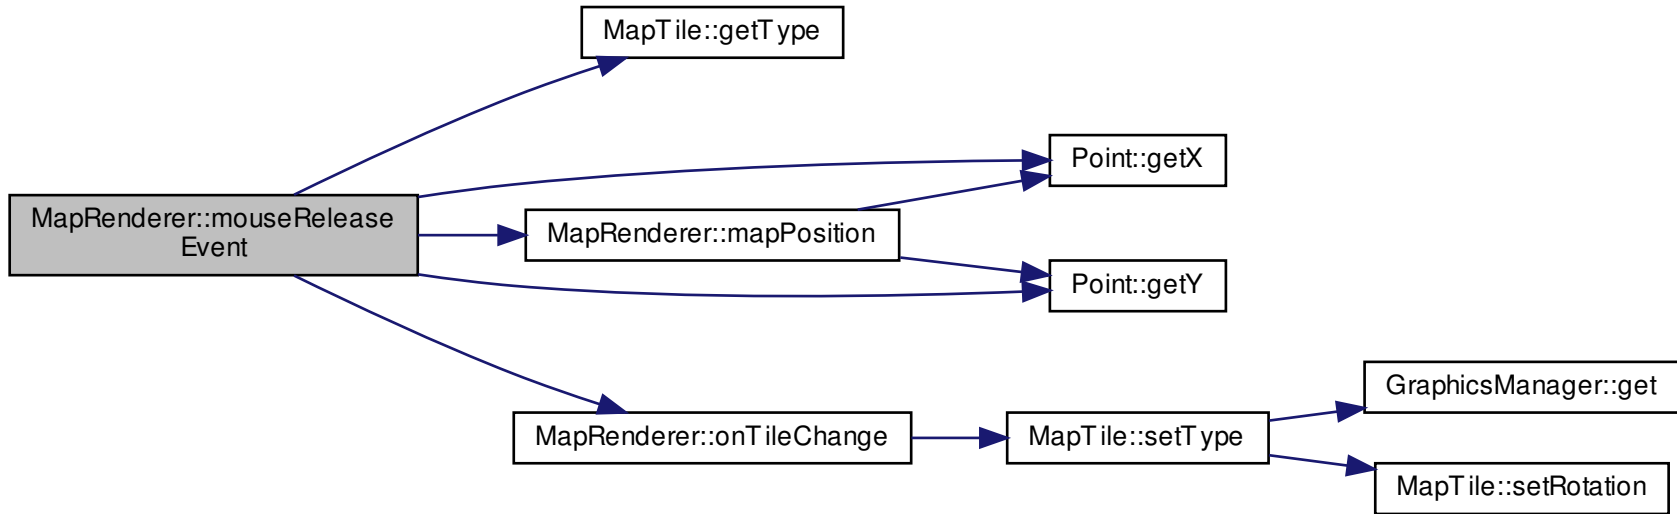 MapTile::getType
Point::getX
MapRenderer::mouseRelease
Event
MapRenderer::mapPosition
Point::getY
GraphicsManager::get
MapRenderer::onTileChange
MapTile::setType
MapTile::setRotation